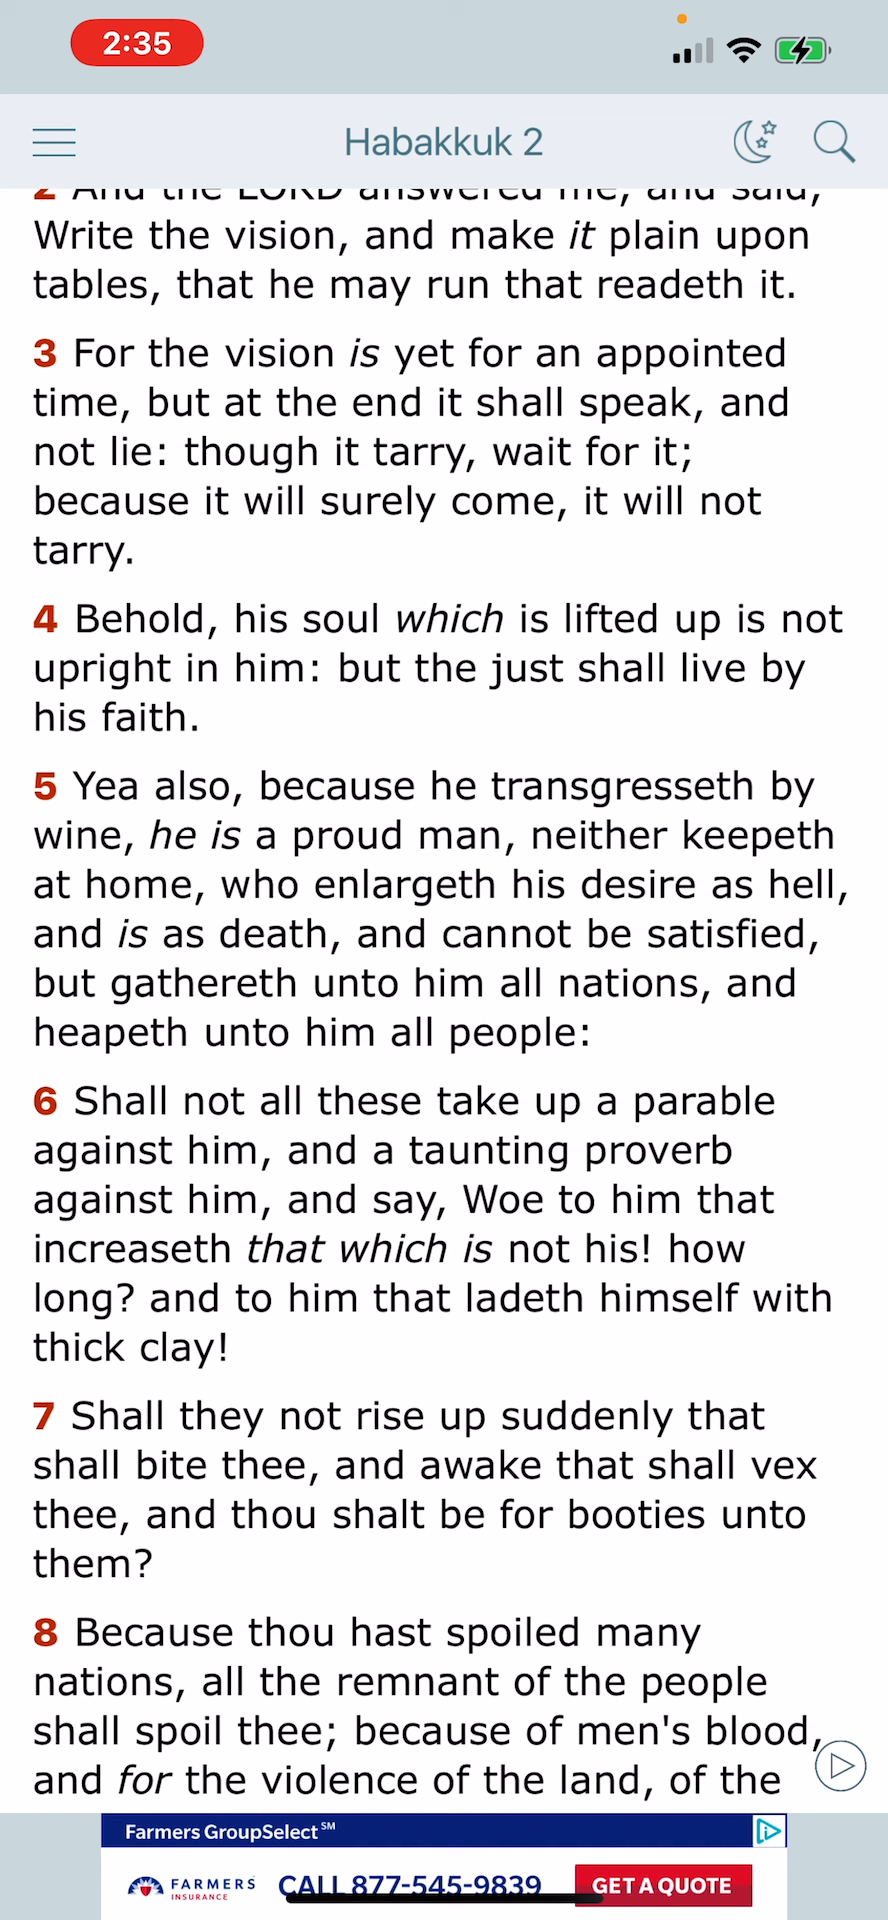 2:35
Habakkuk 2
2 And the LORD answered me, and said,
Write the vision, and make it plain upon
tables, that he may run that readeth it.
3 For the vision is yet for an appointed
time, but at the end it shall speak, and
not lie: though it tarry, wait for it;
because it will surely come, it will not
tarry.
4 Behold, his soul which is lifted up is not
upright in him: but the just shall live by
his faith.
5 Yea also, because he transgresseth by
wine, he is a proud man, neither keepeth
at home, who enlargeth his desire as hell,
and is as death, and cannot be satisfied,
but gathereth unto him all nations, and
heapeth unto him all people:
6 Shall not all these take up a parable
against him, and a taunting proverb
against him, and say, Woe to him that
increaseth that which is not his! how
long? and to him that ladeth himself with
thick clay!
7 Shall they not rise up suddenly that
shall bite thee, and awake that shall vex
thee, and thou shalt be for booties unto
them?
8 Because thou hast spoiled many
nations, all the remnant of the people
shall spoil thee; because of men's blood,
and for the violence of the land, of the
Farmers GroupSelect℠
FARMERS
INSURANCE
CALL 877-545-9839
GET A QUOTE